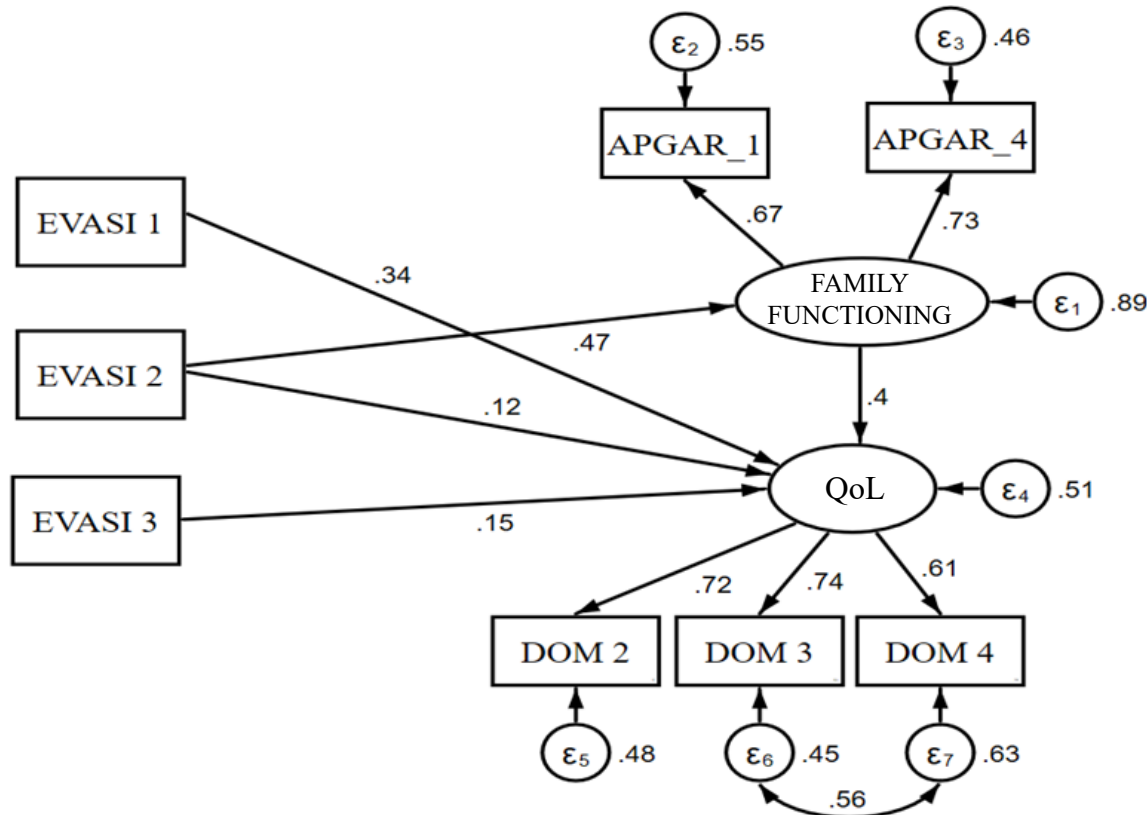 ε₂ .55
ε₃ .46
APGAR_1
APGAR_4
EVASI 1
.67
.73
.34
FAMILY
FUNCTIONING
ε₁ .89
.47
EVASI 2
.12
.4
QoL
ε₄ .51
EVASI 3
.15
.72
.74
.61
DOM 2
DOM 3
DOM 4
ε₅ .48
ε₆ .45
ε₇ .63
.56